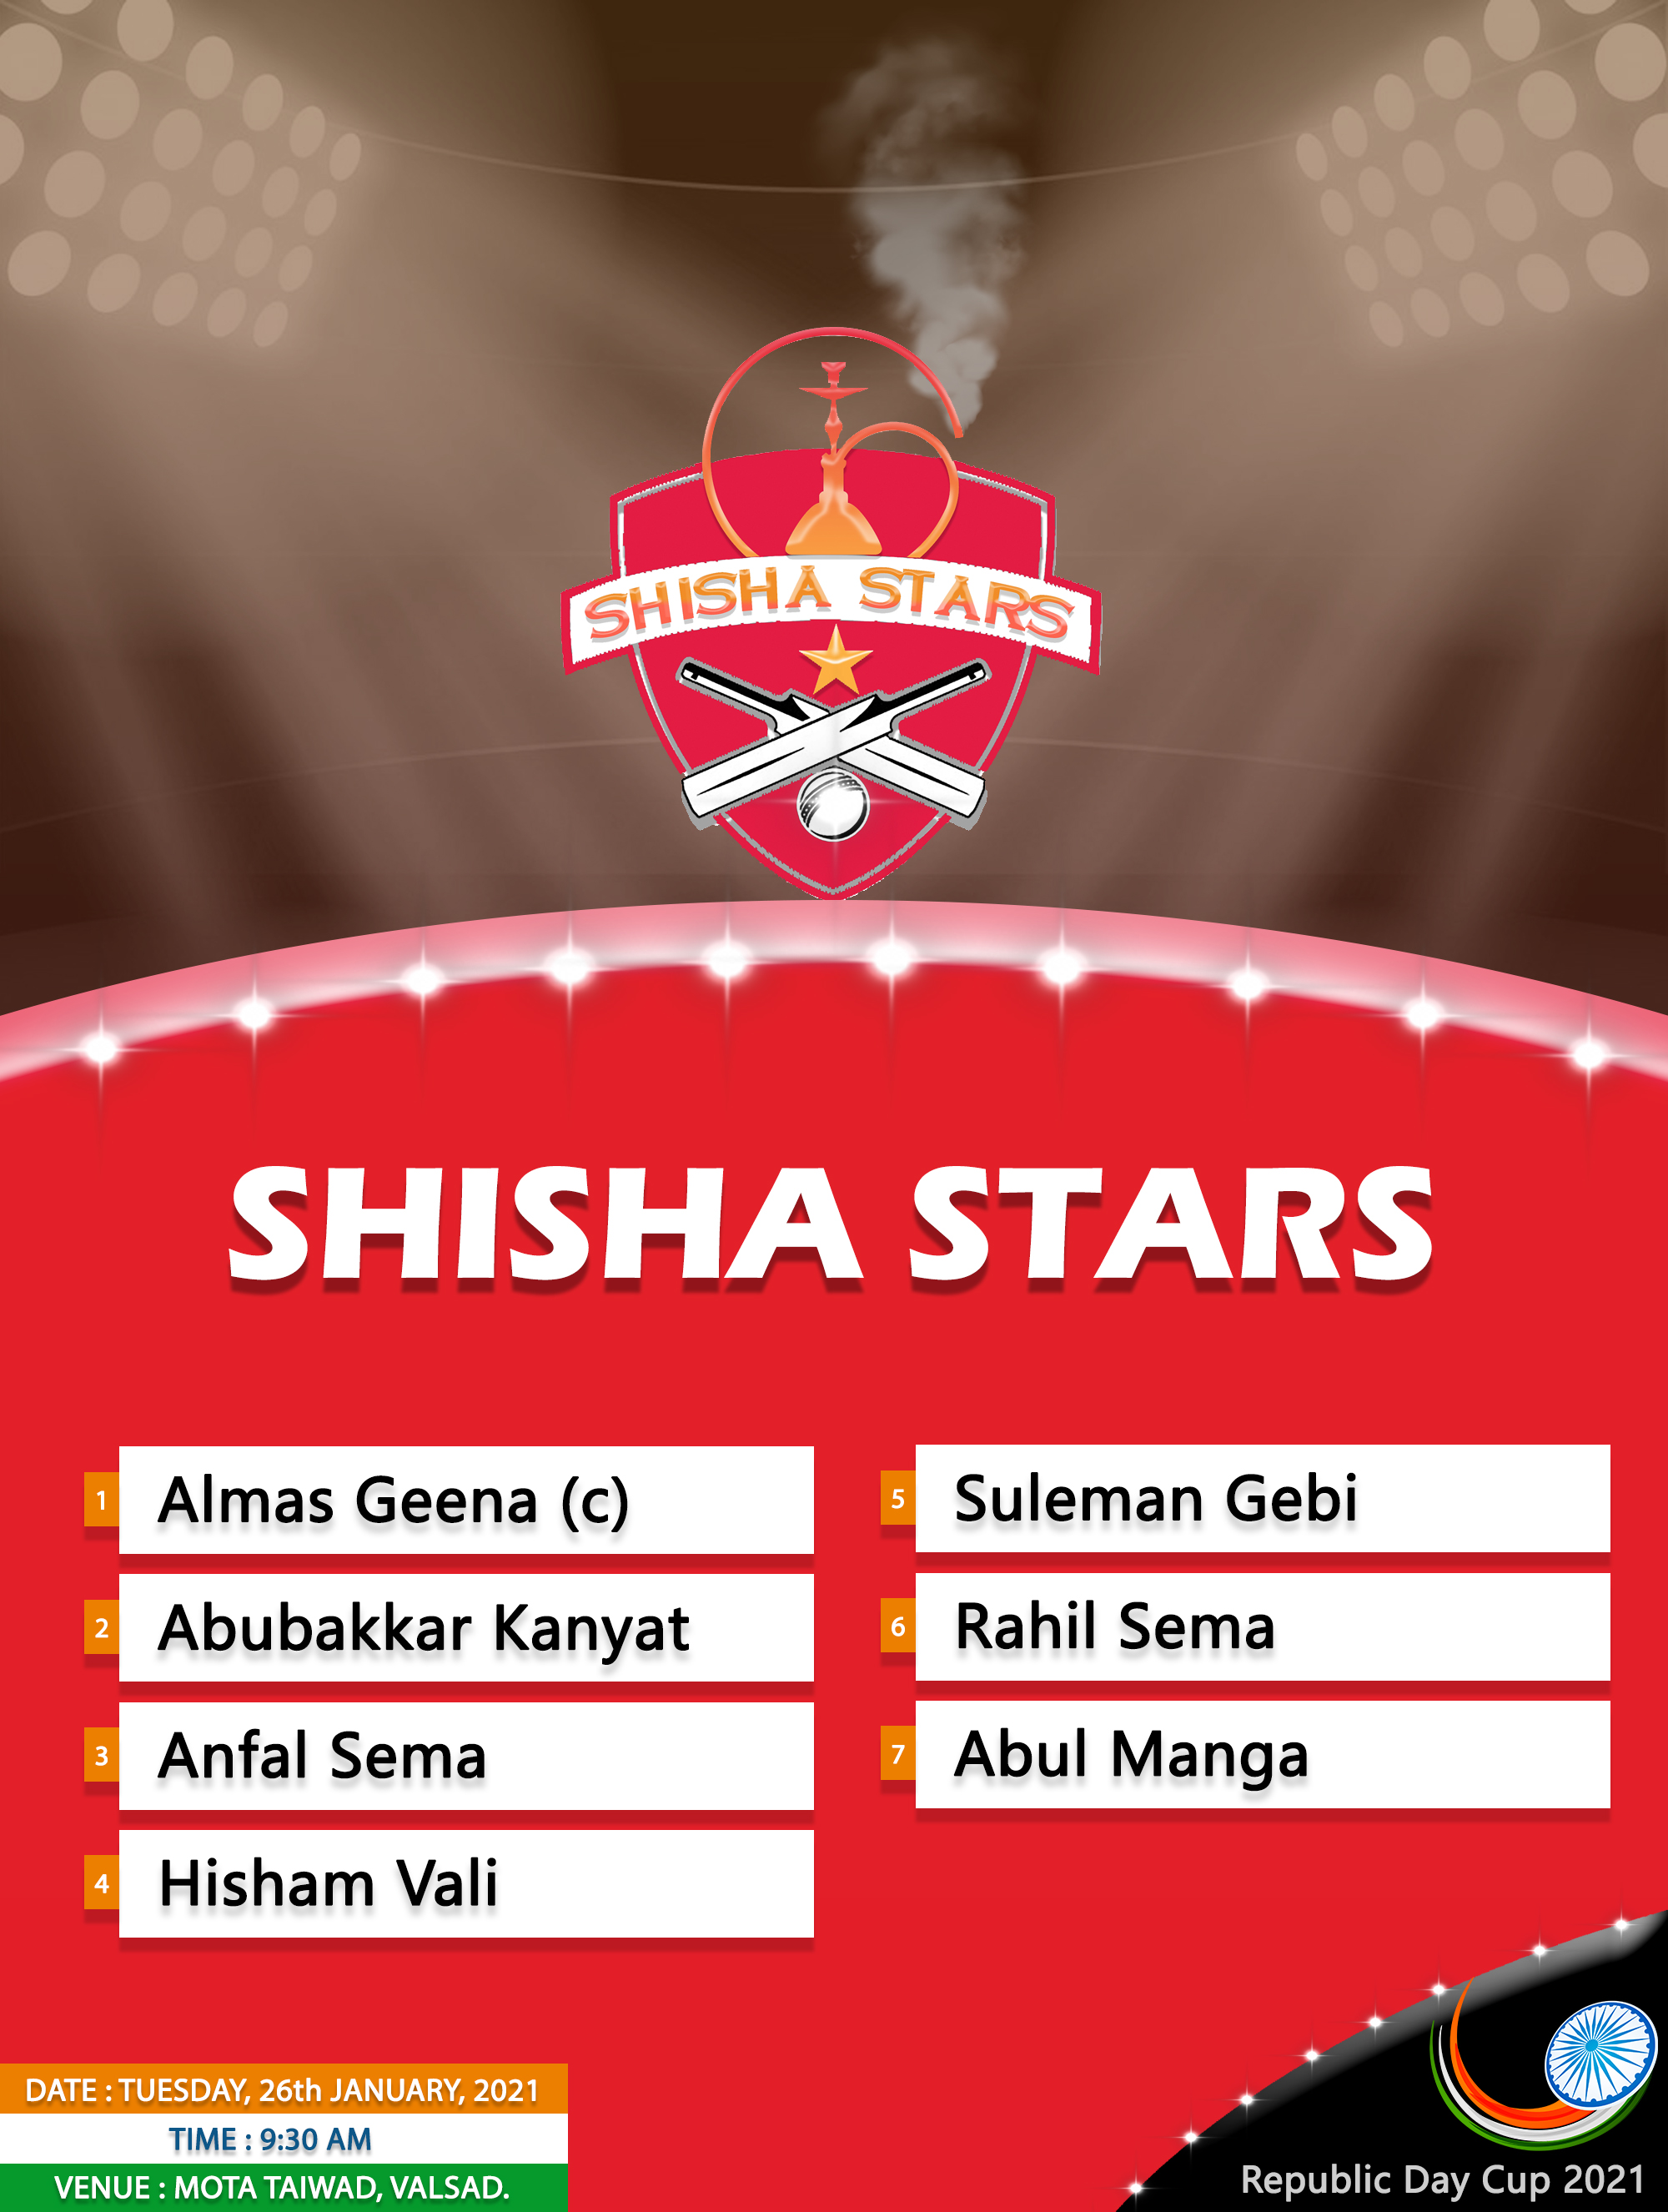 SHISHA STARS
SHISHA STARS
1 Almas Geena (c)
2 Abubakkar Kanyat
3 Anfal Sema
4 Hisham Vali
5 Suleman Gebi
6 Rahil Sema
7 Abul Manga
DATE : TUESDAY, 26th JANUARY, 2021
TIME : 9:30 AM
VENUE : MOTA TAIWAD, VALSAD.
Republic Day Cup 2021